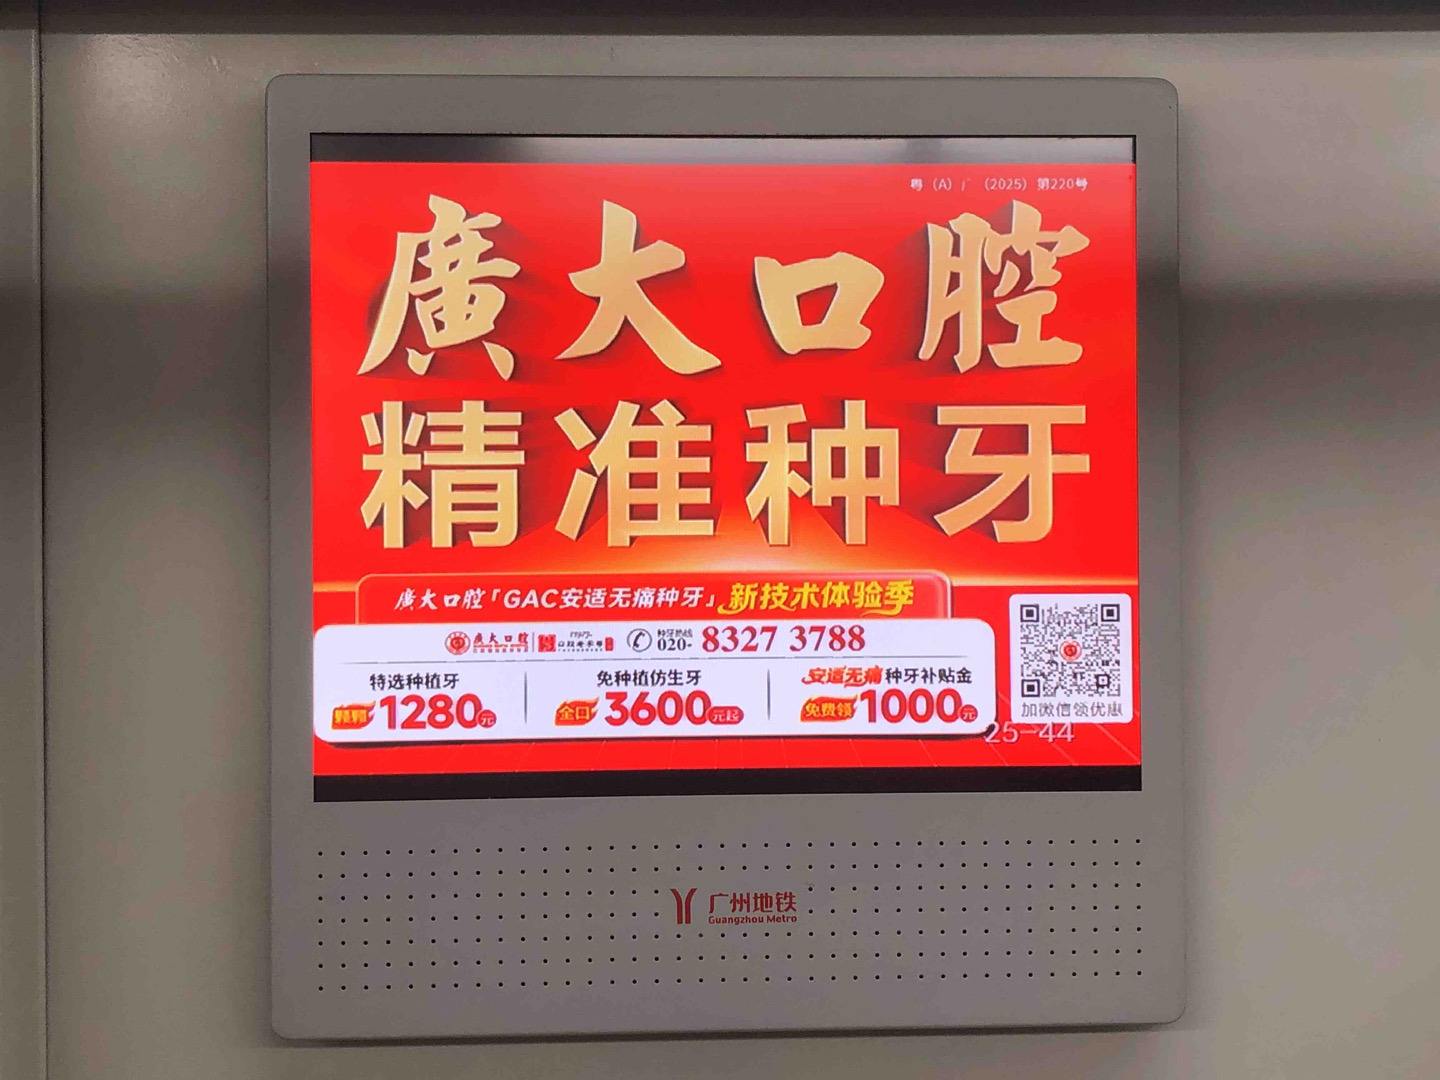 粤（A）广（2025）第220号
廣大口腔
精准种牙
廣大口腔「GAC安适无痛种牙」新技术体验季
廣大口腔 种牙热线 020- 8327 3788
特选种植牙 免种植仿生牙 安适无痛种牙补贴金
1280元 全口3600元起 免费领1000元
加微信领优惠
25-44
广州地铁
Guangzhou Metro